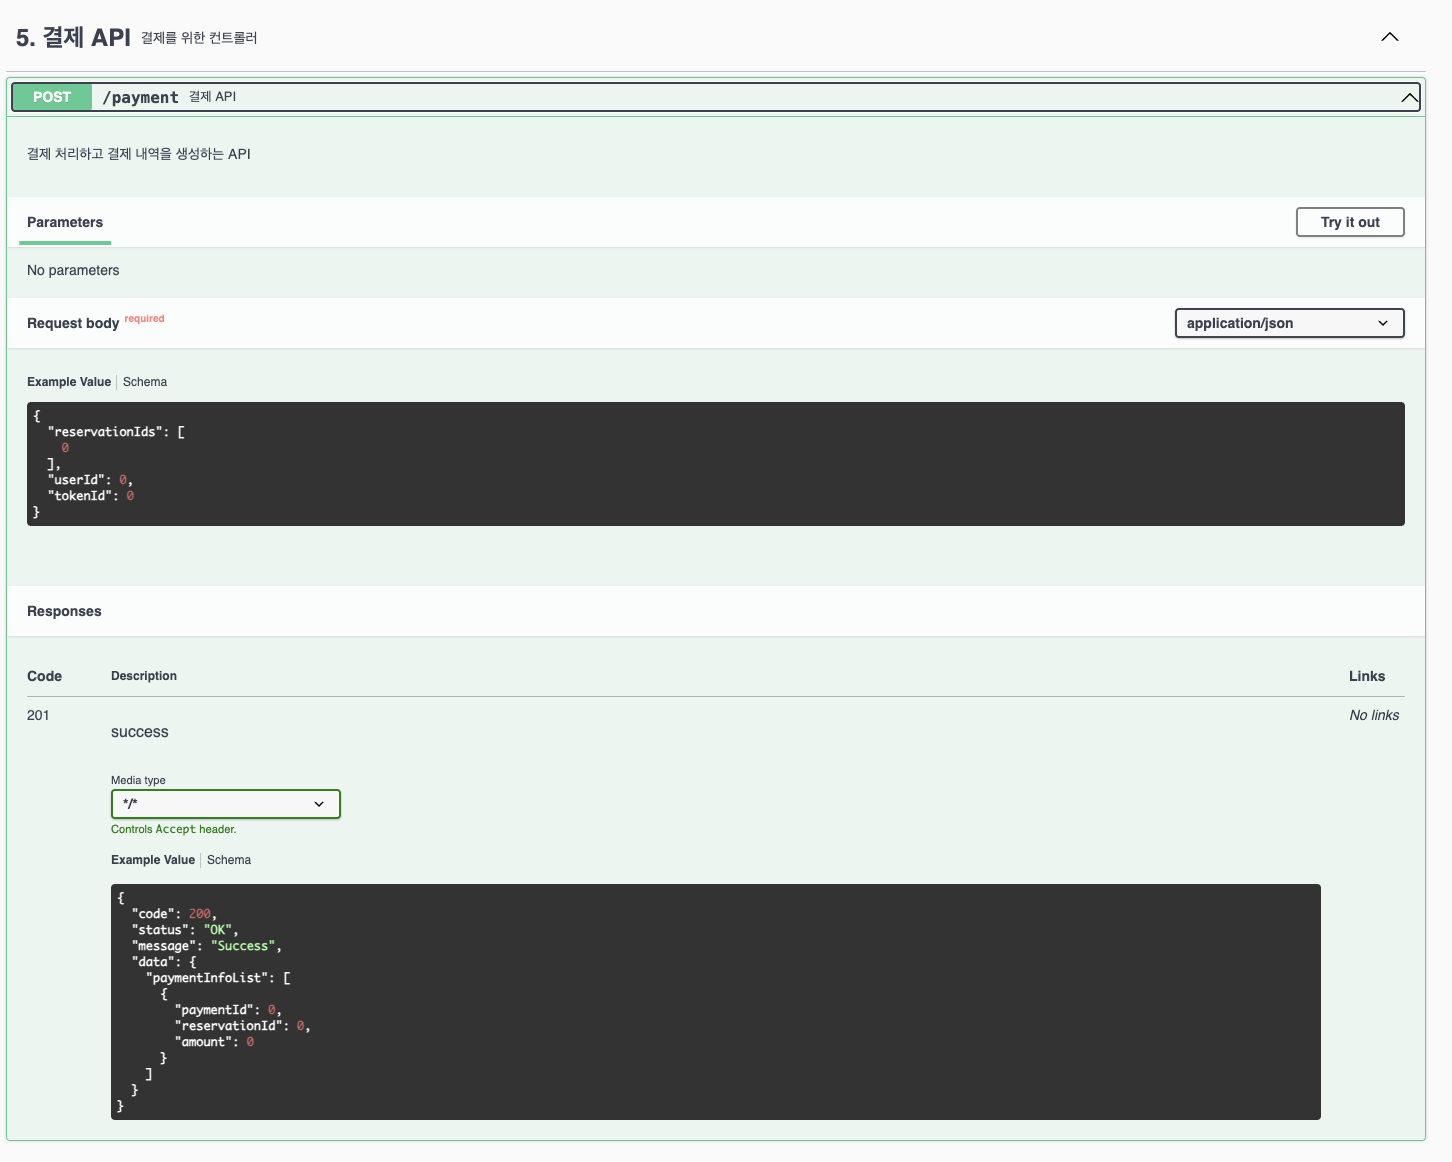 5. 결제 API 결제를 위한 컨트롤러
POST /payment 결제 API
결제 처리하고 결제 내역을 생성하는 API
Parameters
Try it out
No parameters
Request body required
application/json
Example Value Schema
{
  "reservationIds": [
    0
  ],
  "userId": 0,
  "tokenId": 0
}
Responses
Code Description Links
201 No links
success
Media type
*/*
Controls Accept header.
Example Value Schema
{
  "code": 200,
  "status": "OK",
  "message": "Success",
  "data": {
    "paymentInfoList": [
      {
        "paymentId": 0,
        "reservationId": 0,
        "amount": 0
      }
    ]
  }
}